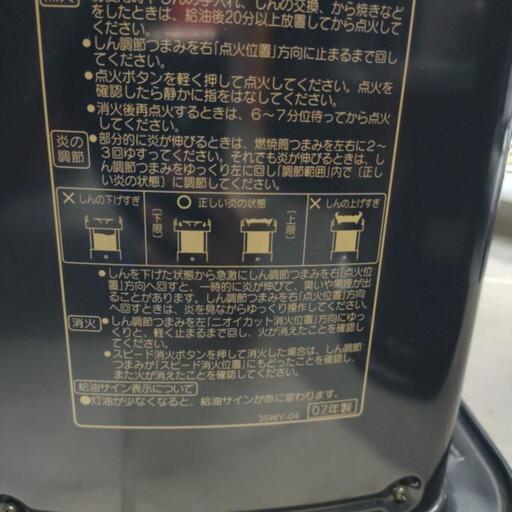 をしたときは、給油後20分以上放置してから点火して
ください。
●しん調節つまみを右「点火位置」方向に止まるまで回し
てください。
●点火ボタンを軽く押して点火してください。点火を
確認したら静かに指をはなしてください。
●消火後再点火するときは、6～7分位待ってから点火
してください。
炎の調節
●部分的に炎が伸びるときは、燃焼筒つまみを左右に2～
3回ゆすってください。それでも炎が伸びるときは、し
ん調節つまみをゆっくり左に回し「調節範囲」内で〔正し
い炎の状態〕に調節してください。
×しんの下げすぎ ○ 正しい炎の状態 ×しんの上げすぎ
〔下限〕 〔上限〕
●しんを下げた状態から急激にしん調節つまみを右「点火位
置」方向へ回すと、一時的に炎が伸びて、臭いや黒煙が出
ることがあります。しん調節つまみを右「点火位置」方向
へ回すときは、炎を見ながらゆっくり操作してください。
消火 ●しん調節つまみを左「ニオイカット消火位置」方向にゆ
っくりと、軽く止まるまで回し、火が消えたことを確認
してください。
●スピード消火ボタンを押して消火した場合は、しん調節
つまみが「スピード消火位置」にもどったことを確認し、
また火が消えたことを確認してください。
給油サイン表示について
●灯油が少なくなると、給油サインが赤に変わります。
35WY-04 07年製